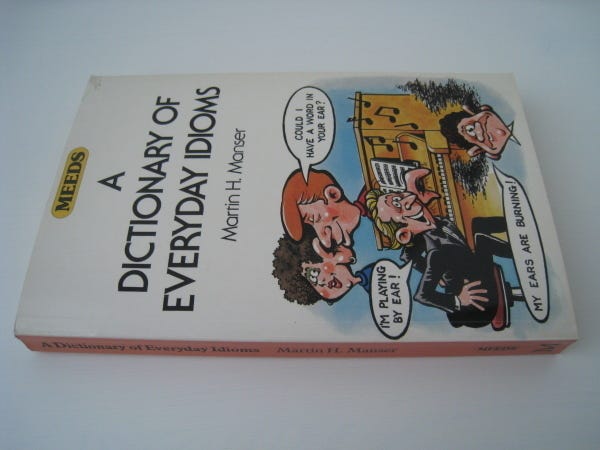 MEEDS
A
DICTIONARY OF
EVERYDAY IDIOMS
Martin H. Manser
COULD I
HAVE A WORD IN
YOUR EAR?
I'M PLAYING
BY EAR!
MY EARS ARE BURNING!
A Dictionary of Everyday Idioms Martin H. Manser MEEDS